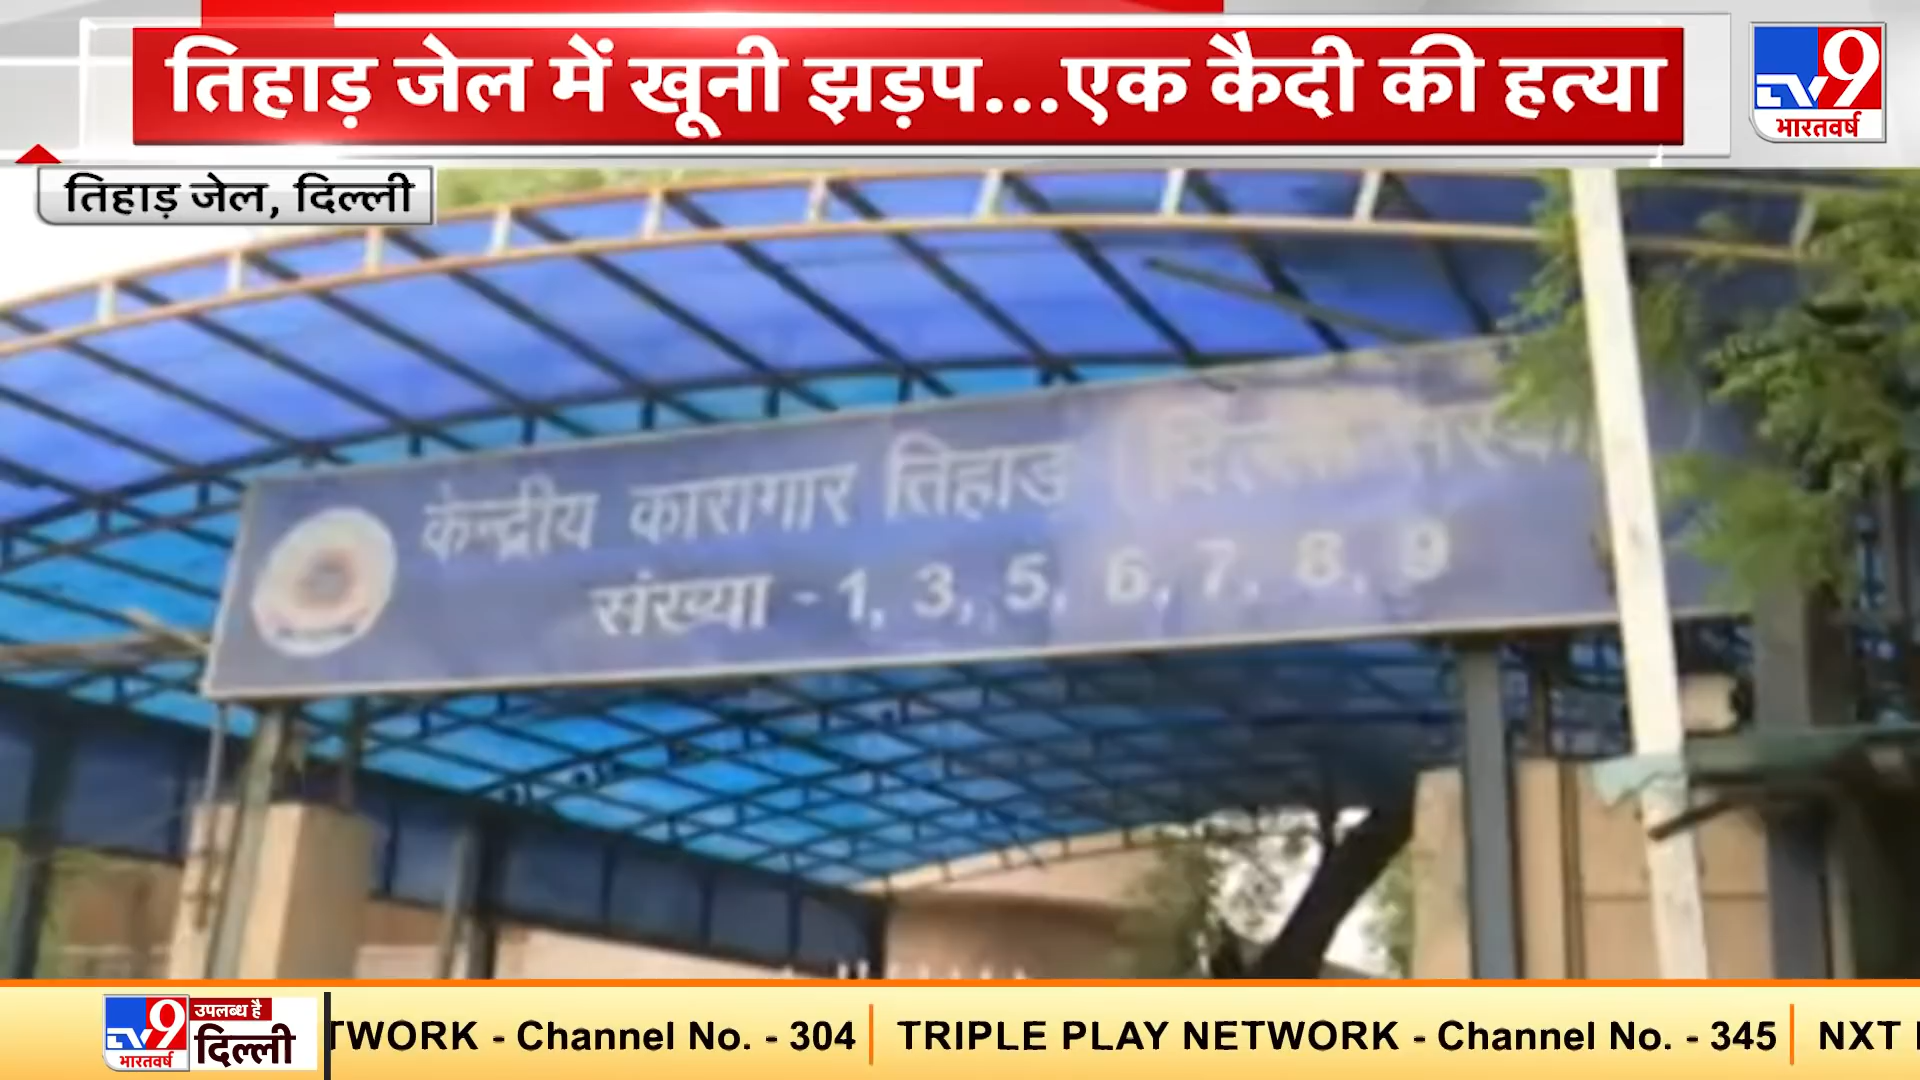 तिहाड़ जेल में खूनी झड़प...एक कैदी की हत्या
TV9
भारतवर्ष
तिहाड़ जेल, दिल्ली
केन्द्रीय कारागार तिहाड़
संख्या - 1, 3, 5, 6, 7, 8, 9
TV9
भारतवर्ष
उपलब्ध है
दिल्ली
TWORK - Channel No. - 304 TRIPLE PLAY NETWORK - Channel No. - 345 NXT